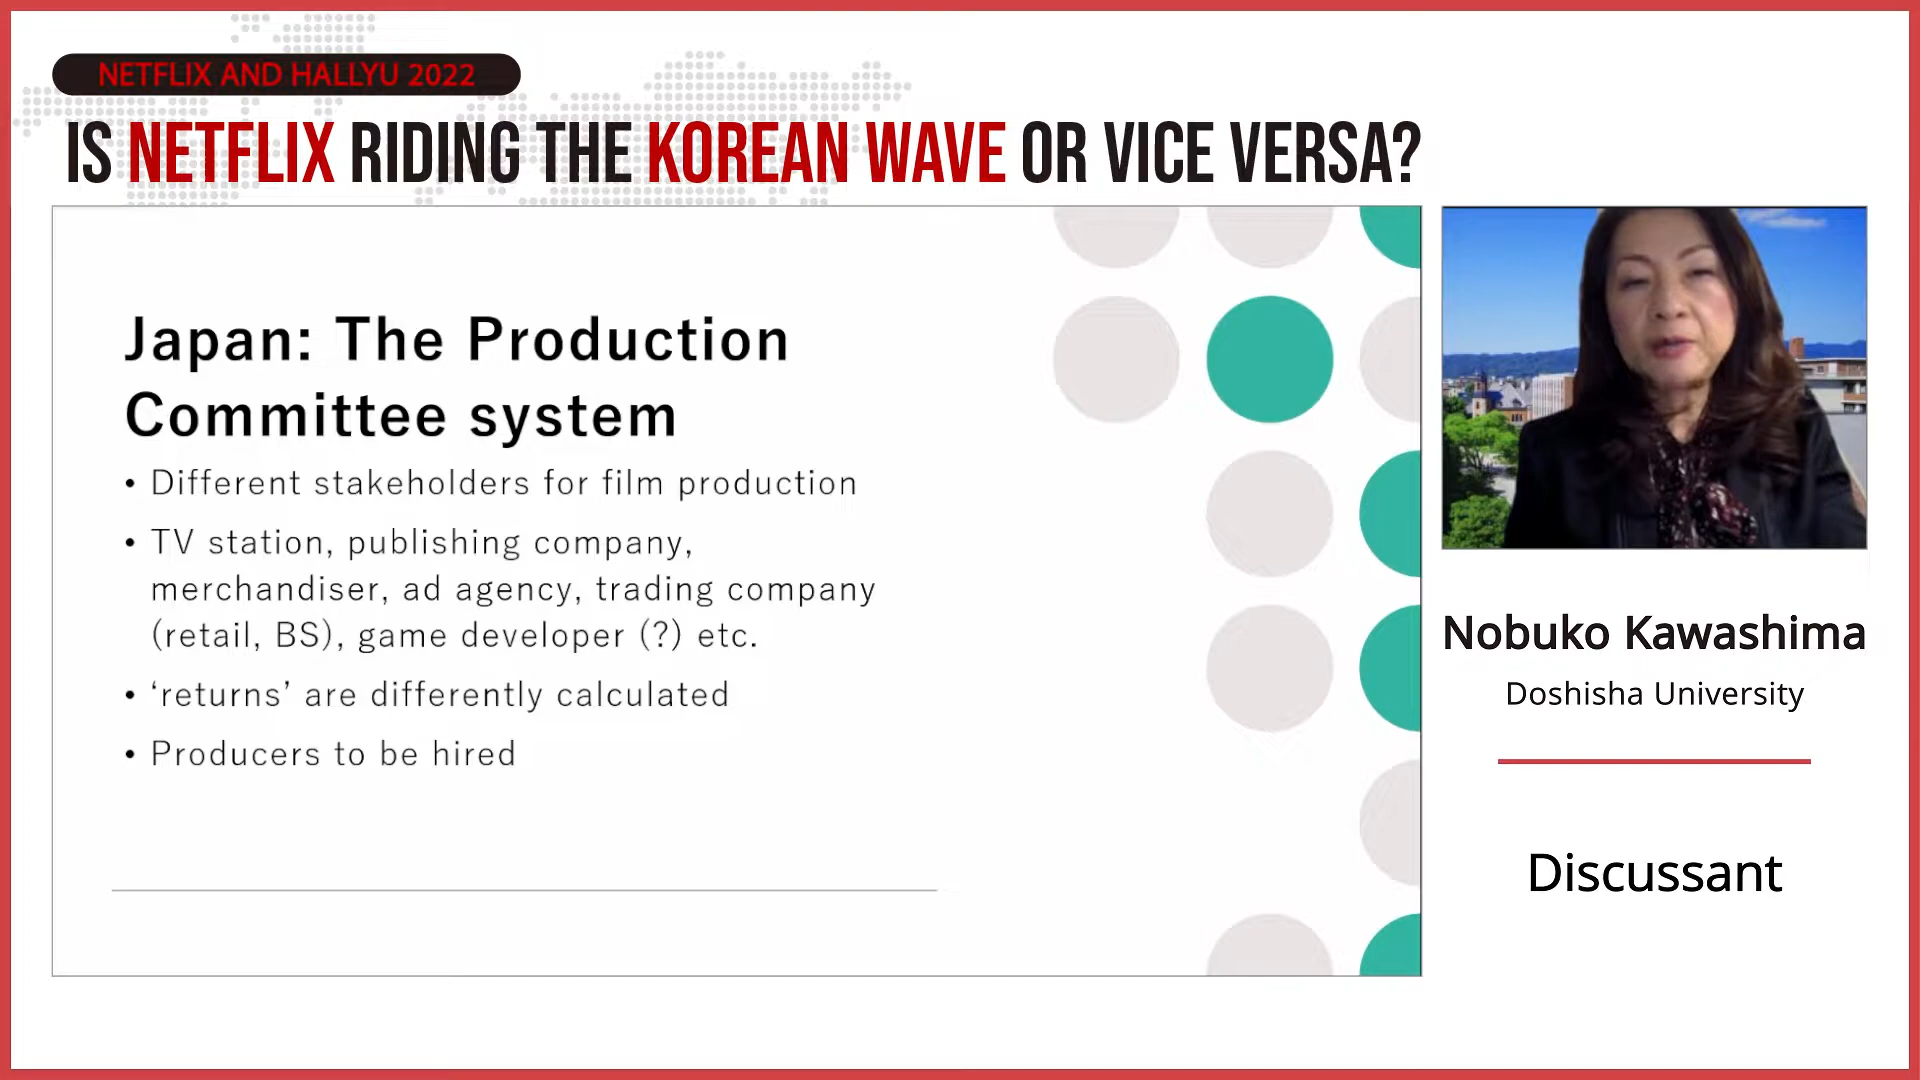 NETFLIX AND HALLYU 2022
IS NETFLIX RIDING THE KOREAN WAVE OR VICE VERSA?
Japan: The Production
Committee system
• Different stakeholders for film production
• TV station, publishing company,
merchandiser, ad agency, trading company
(retail, BS), game developer (?) etc.
• ‘returns’ are differently calculated
• Producers to be hired
Nobuko Kawashima
Doshisha University
Discussant